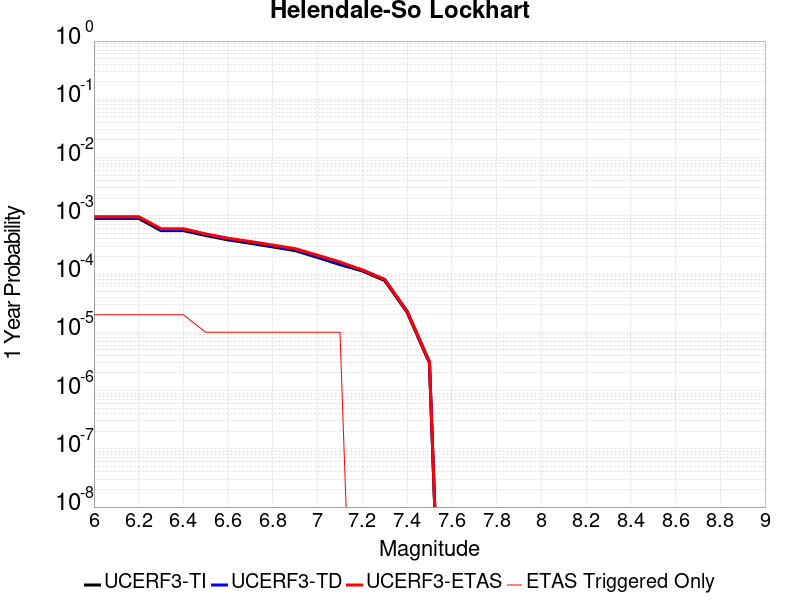 Helendale-So Lockhart
10^0
10^-1
10^-2
10^-3
10^-4
10^-5
10^-6
10^-7
10^-8
1 Year Probability
6 6.2 6.4 6.6 6.8 7 7.2 7.4 7.6 7.8 8 8.2 8.4 8.6 8.8 9
Magnitude
UCERF3-TI UCERF3-TD UCERF3-ETAS ETAS Triggered Only